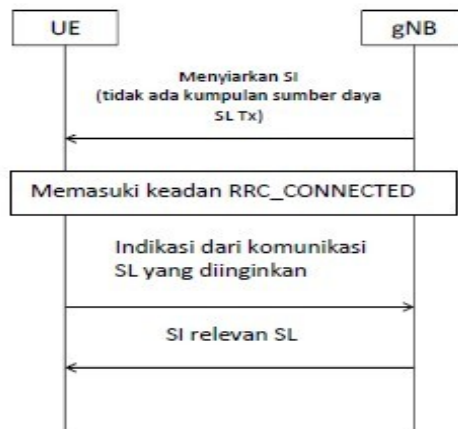 UE
gNB
Menyiarkan SI
(tidak ada kumpulan sumber daya
SL Tx)
Memasuki keadan RRC_CONNECTED
Indikasi dari komunikasi
SL yang diinginkan
SI relevan SL